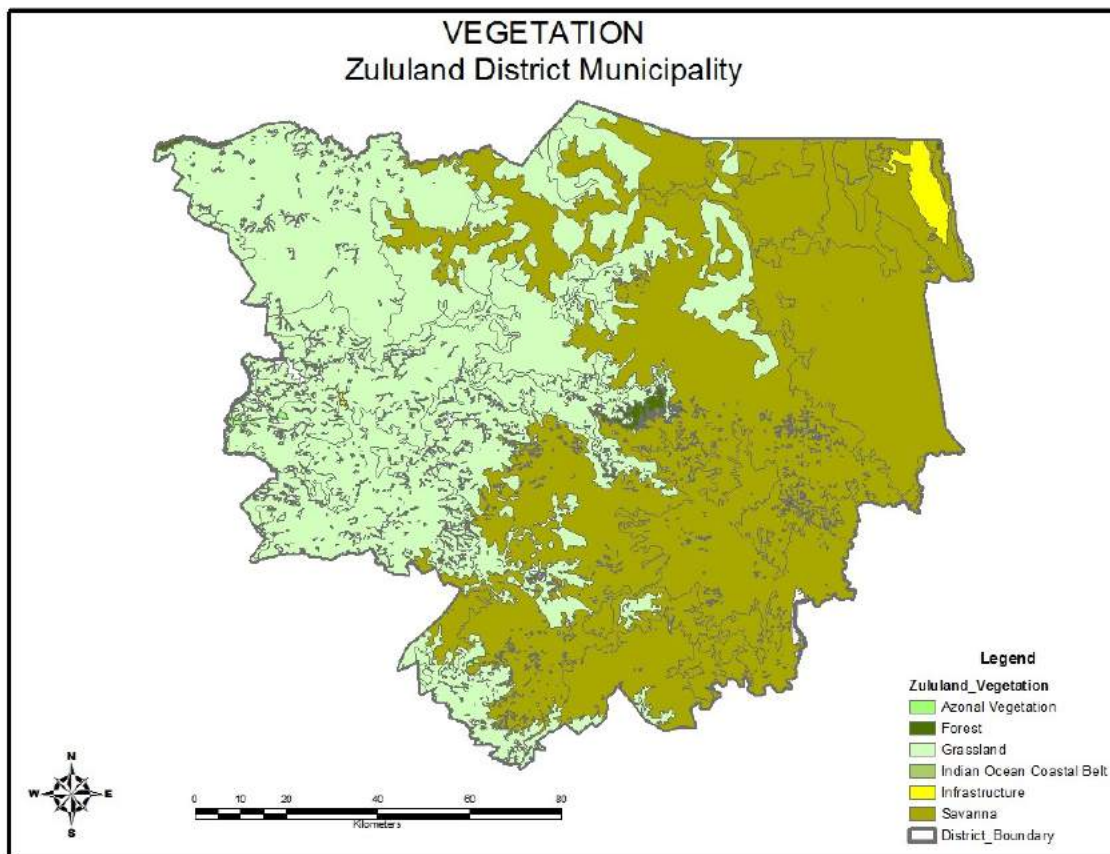 VEGETATION
Zululand District Municipality
Legend
Zululand_Vegetation
Azonal Vegetation
Forest
Grassland
Indian Ocean Coastal Belt
Infrastructure
Savanna
District_Boundary
N
W E
S
0 10 20 40 60 80
Kilometers